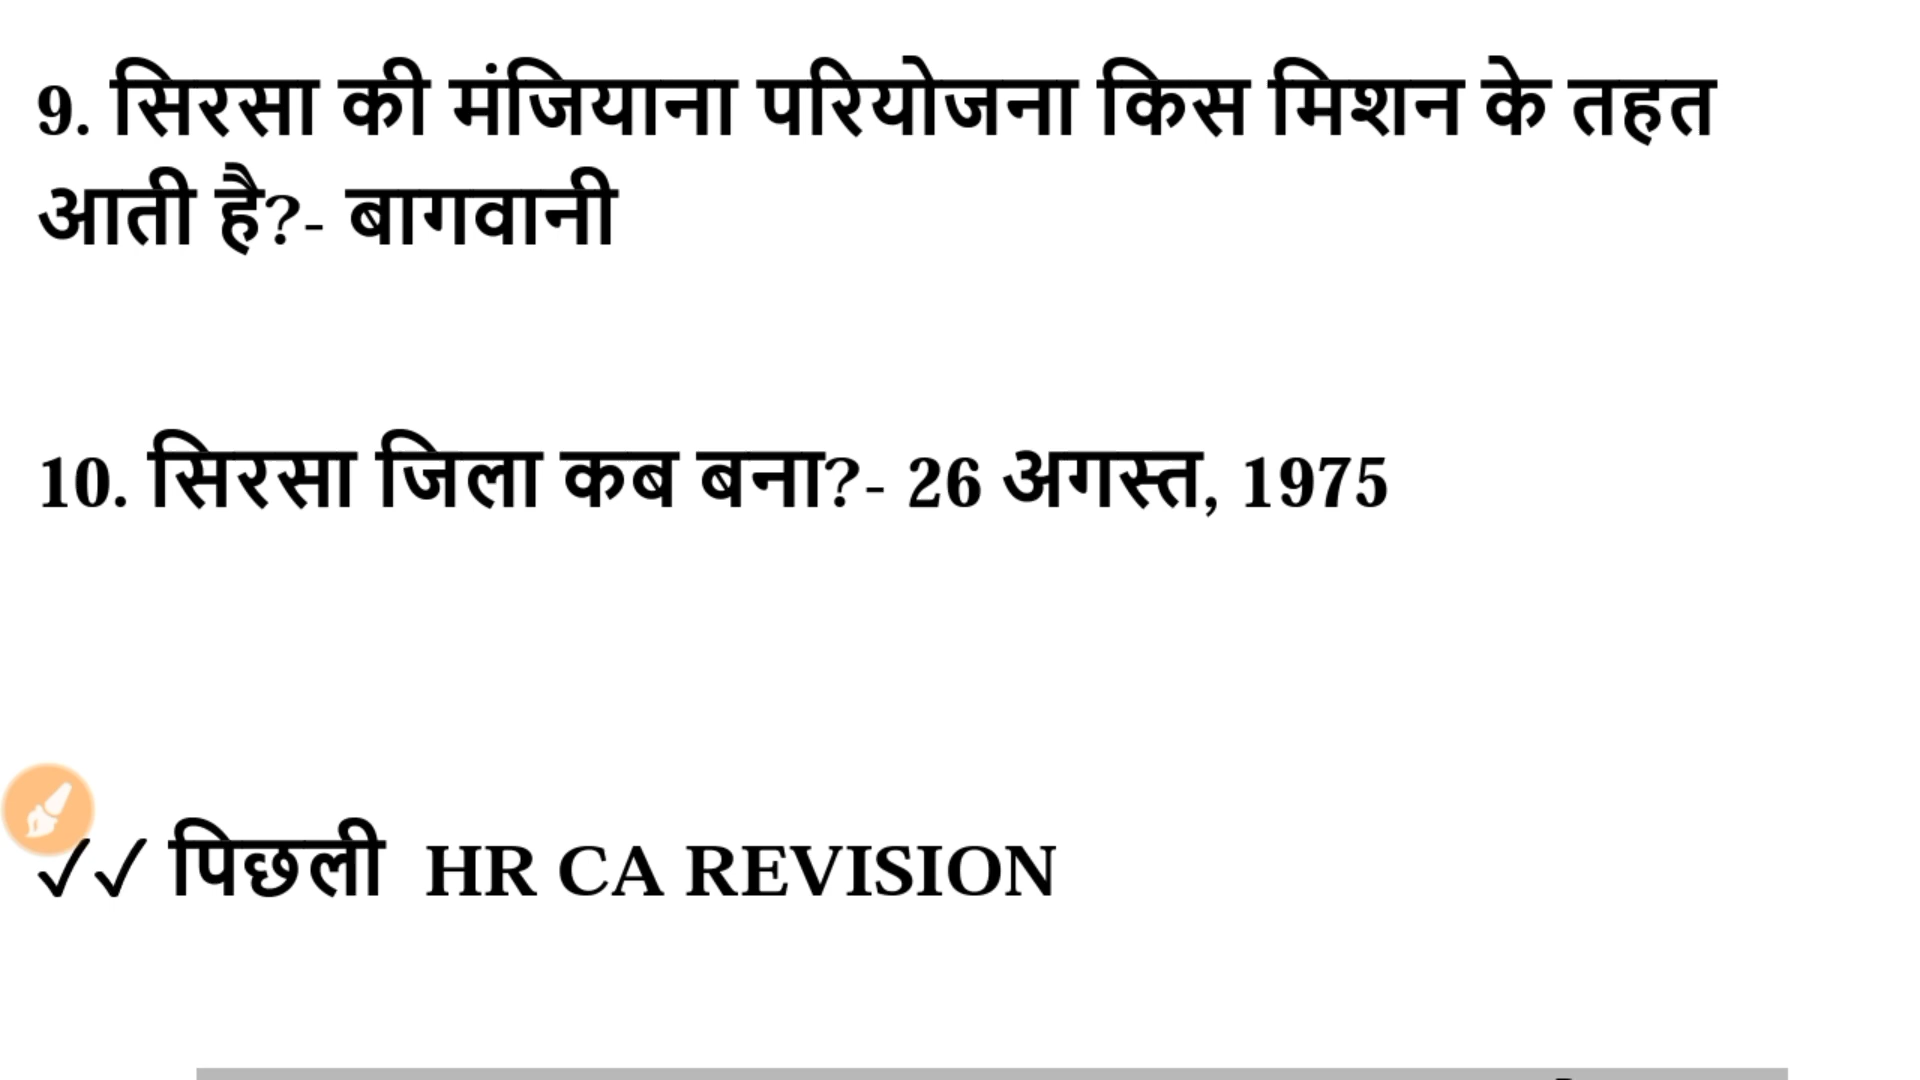 9. सिरसा की मंजियाना परियोजना किस मिशन के तहत
आती है?- बागवानी
10. सिरसा जिला कब बना?- 26 अगस्त, 1975
✓✓ पिछली HR CA REVISION